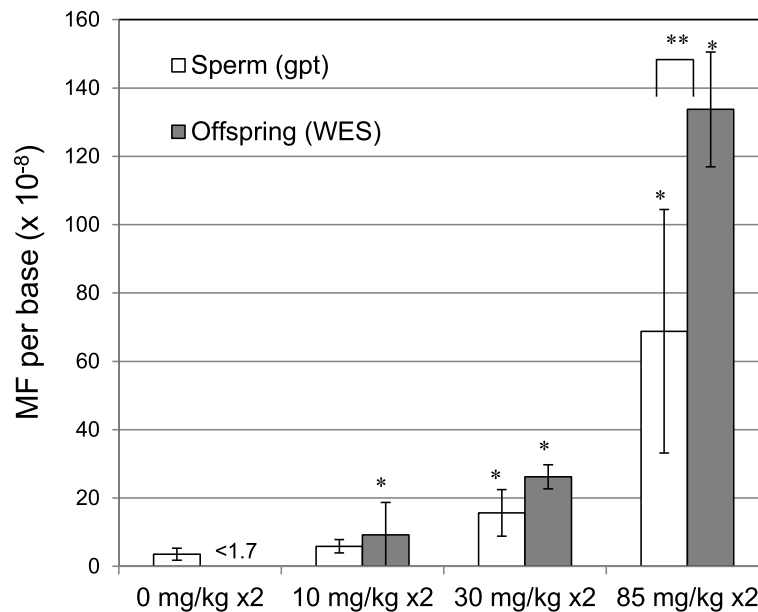 160
140
120
100
80
60
40
20
0
MF per base (x 10-8)
Sperm (gpt)
Offspring (WES)
<1.7
*
*
*
*
**
*
0 mg/kg x2
10 mg/kg x2
30 mg/kg x2
85 mg/kg x2